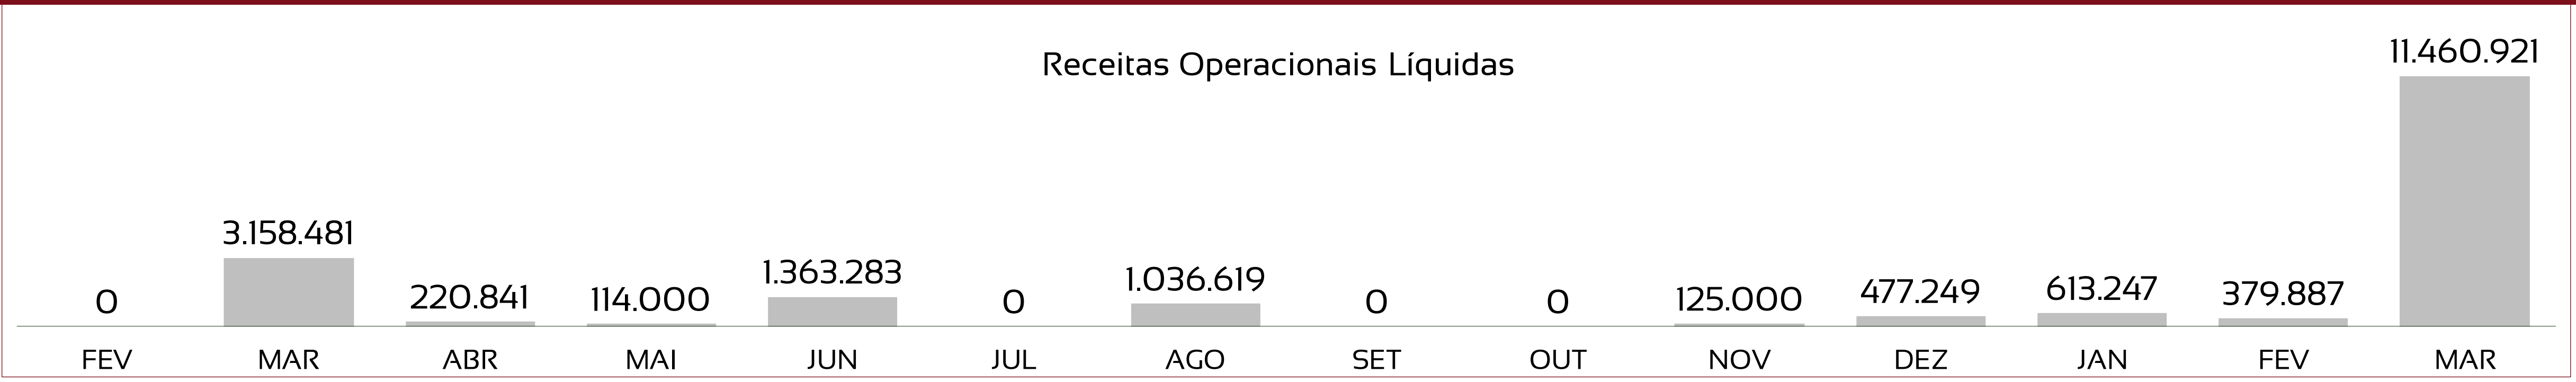 Receitas Operacionais Líquidas
0 3.158.481 220.841 114.000 1.363.283 0 1.036.619 0 0 125.000 477.249 613.247 379.887 11.460.921
FEV MAR ABR MAI JUN JUL AGO SET OUT NOV DEZ JAN FEV MAR